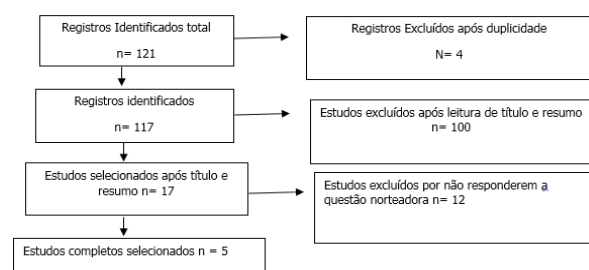 Registros Identificados total
n= 121
Registros Excluídos após duplicidade
N= 4
Registros identificados
n= 117
Estudos excluídos após leitura de título e resumo
n= 100
Estudos selecionados após título e
resumo n= 17
Estudos excluídos por não responderem a
questão norteadora n= 12
Estudos completos selecionados n = 5